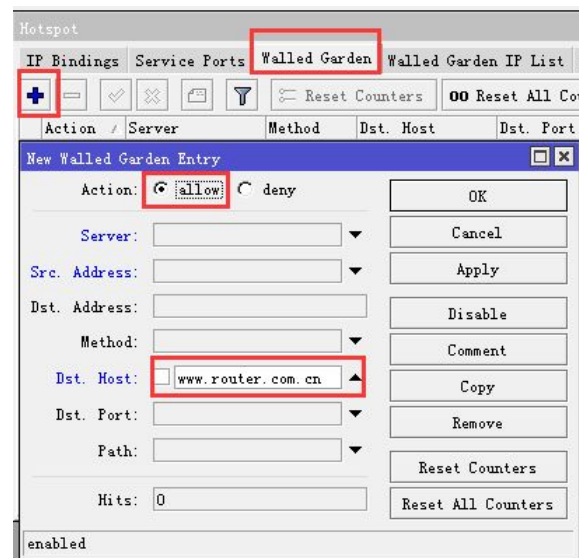 Hotspot
IP Bindings Service Ports Walled Garden Walled Garden IP List
Reset Counters 00 Reset All Co
Action Server Method Dst. Host Dst. Port
New Walled Garden Entry
Action: allow deny
OK
Server:
Cancel
Src. Address:
Apply
Dst. Address:
Disable
Method:
Comment
Dst. Host: www.router.com.cn
Copy
Dst. Port:
Remove
Path:
Reset Counters
Hits: 0
Reset All Counters
enabled